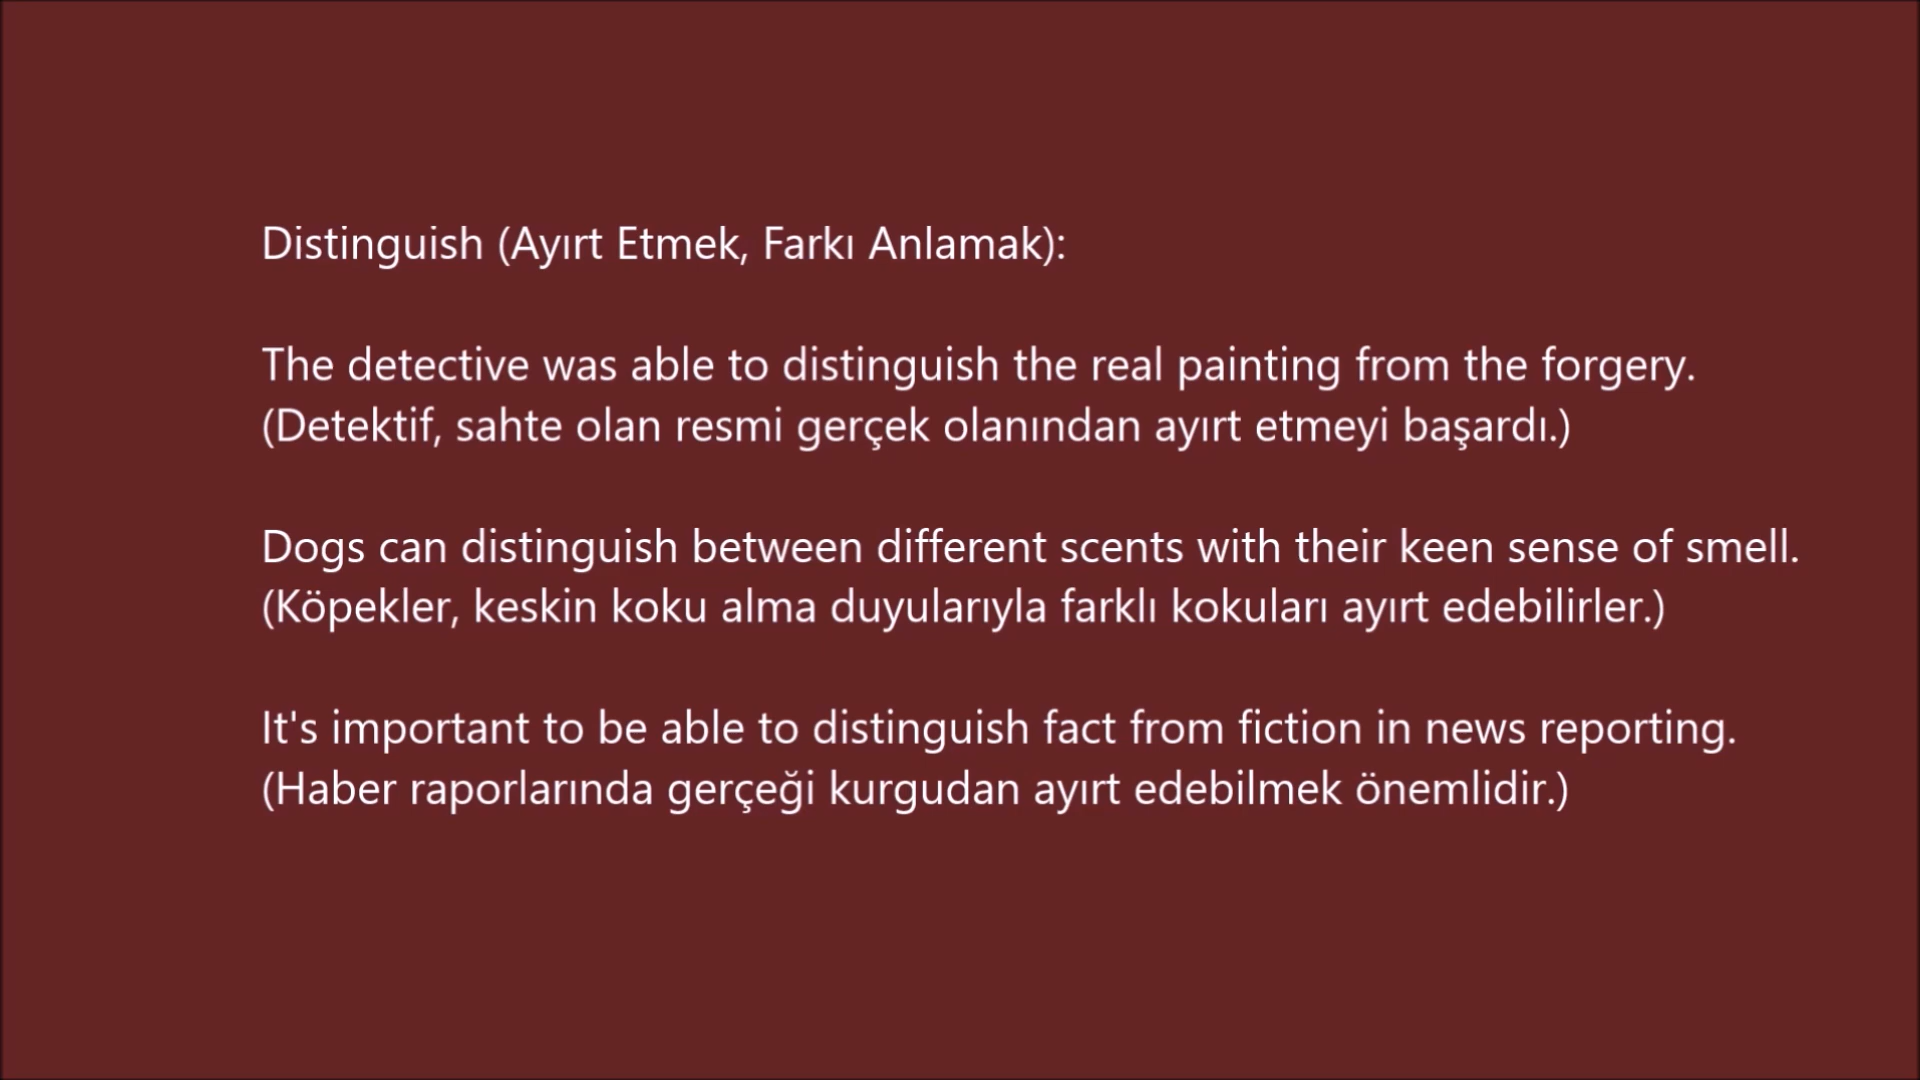 Distinguish (Ayırt Etmek, Farkı Anlamak):
The detective was able to distinguish the real painting from the forgery.
(Detektif, sahte olan resmi gerçek olanından ayırt etmeyi başardı.)
Dogs can distinguish between different scents with their keen sense of smell.
(Köpekler, keskin koku alma duyularıyla farklı kokuları ayırt edebilirler.)
It's important to be able to distinguish fact from fiction in news reporting.
(Haber raporlarında gerçeği kurgudan ayırt edebilmek önemlidir.)